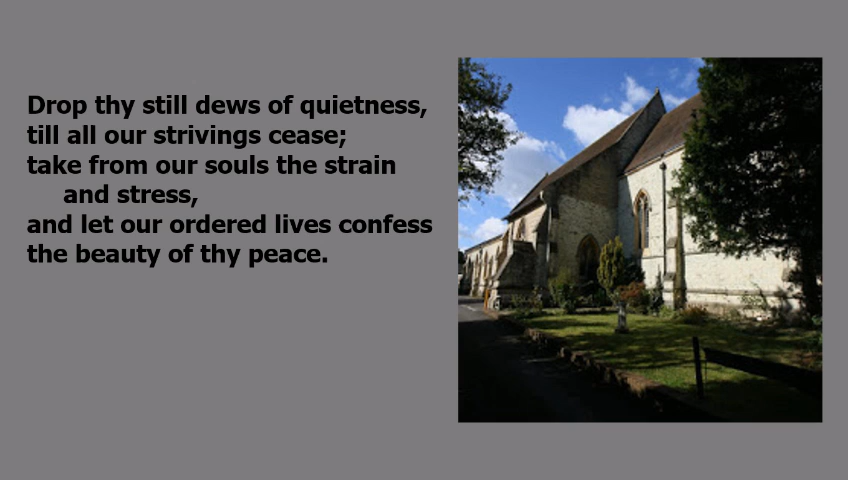 Drop thy still dews of quietness,
till all our strivings cease;
take from our souls the strain
and stress,
and let our ordered lives confess
the beauty of thy peace.